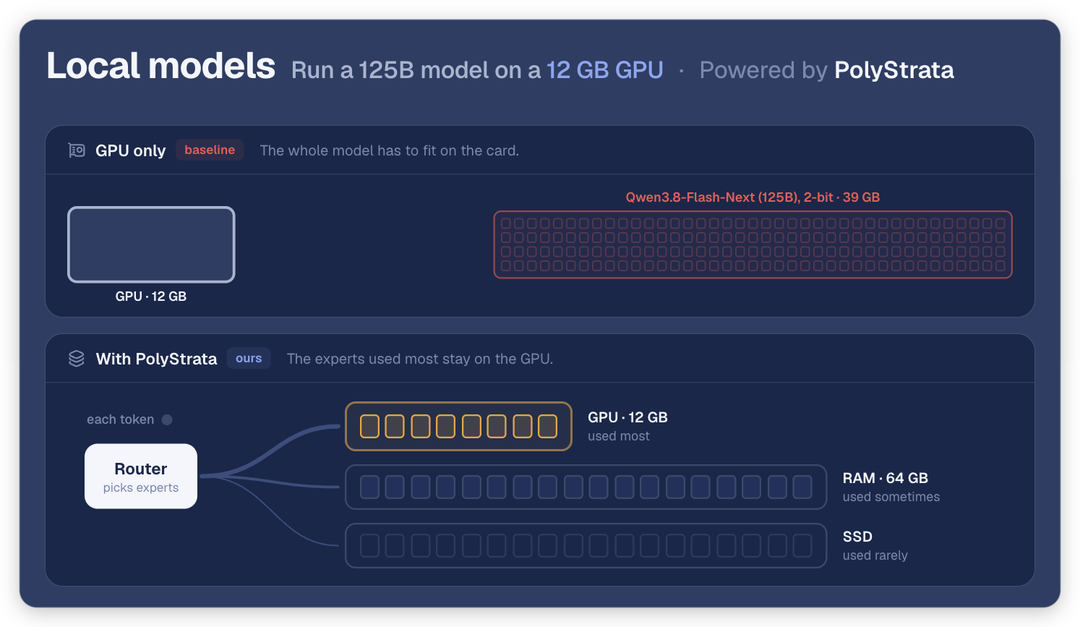 Local models Run a 125B model on a 12 GB GPU · Powered by PolyStrata
GPU only baseline The whole model has to fit on the card.
Qwen3.8-Flash-Next (125B), 2-bit · 39 GB
GPU · 12 GB
With PolyStrata ours The experts used most stay on the GPU.
each token
Router
picks experts
GPU · 12 GB
used most
RAM · 64 GB
used sometimes
SSD
used rarely